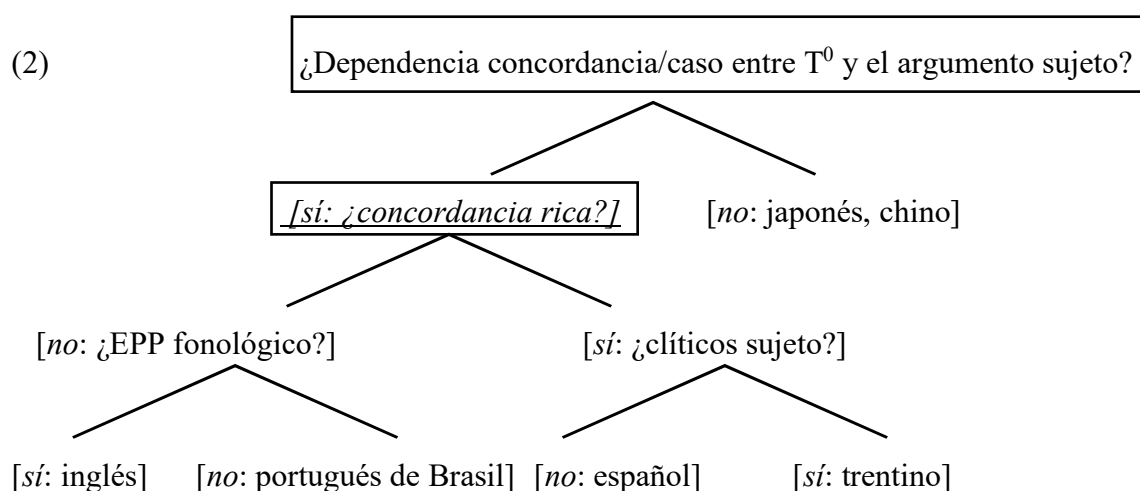 (2) ¿Dependencia concordancia/caso entre T⁰ y el argumento sujeto?
[sí: ¿concordancia rica?] [no: japonés, chino]
[no: ¿EPP fonológico?] [sí: ¿clíticos sujeto?]
[sí: inglés] [no: portugués de Brasil] [no: español] [sí: trentino]